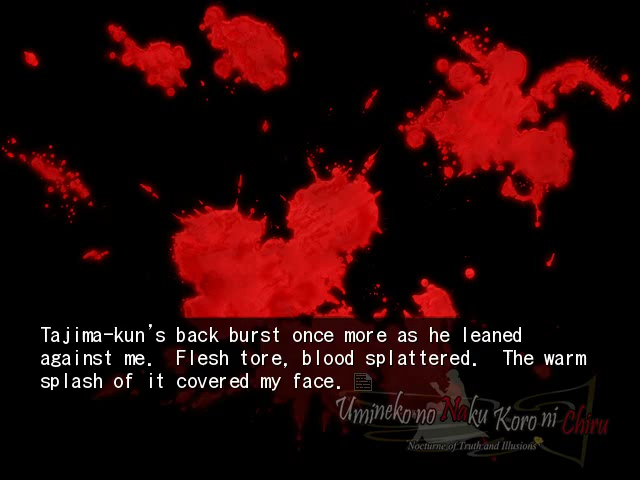 Tajima-kun's back burst once more as he leaned
against me.  Flesh tore, blood splattered.  The warm
splash of it covered my face.
Umineko no Naku Koro ni Chiru
Nocturne of Truth and Illusions